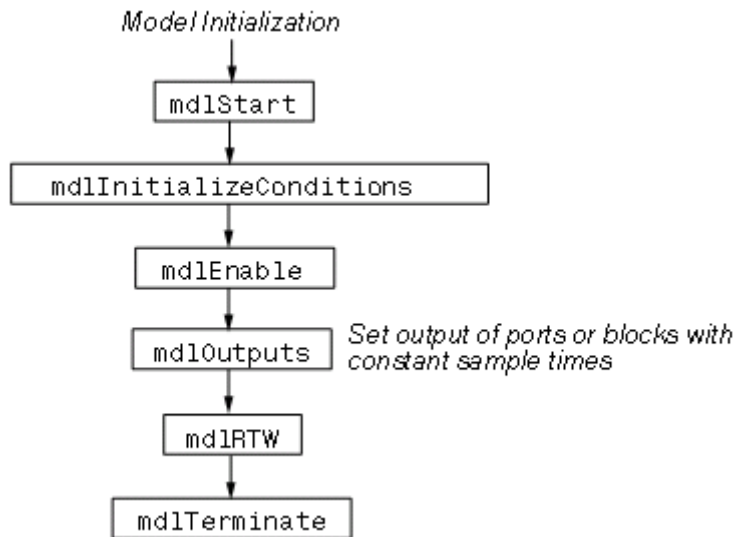 Model Initialization
mdlStart
mdlInitializeConditions
mdlEnable
mdlOutputs
Set output of ports or blocks with
constant sample times
mdlRTW
mdlTerminate